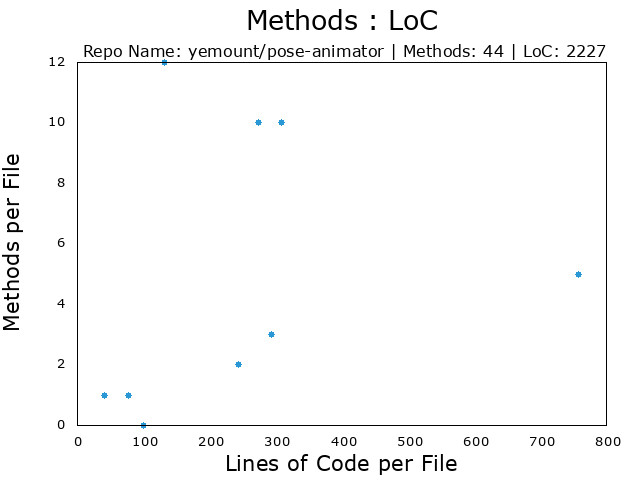 Methods : LoC
Repo Name: yemount/pose-animator | Methods: 44 | LoC: 2227
Methods per File
12
10
8
6
4
2
0
0 100 200 300 400 500 600 700 800
Lines of Code per File